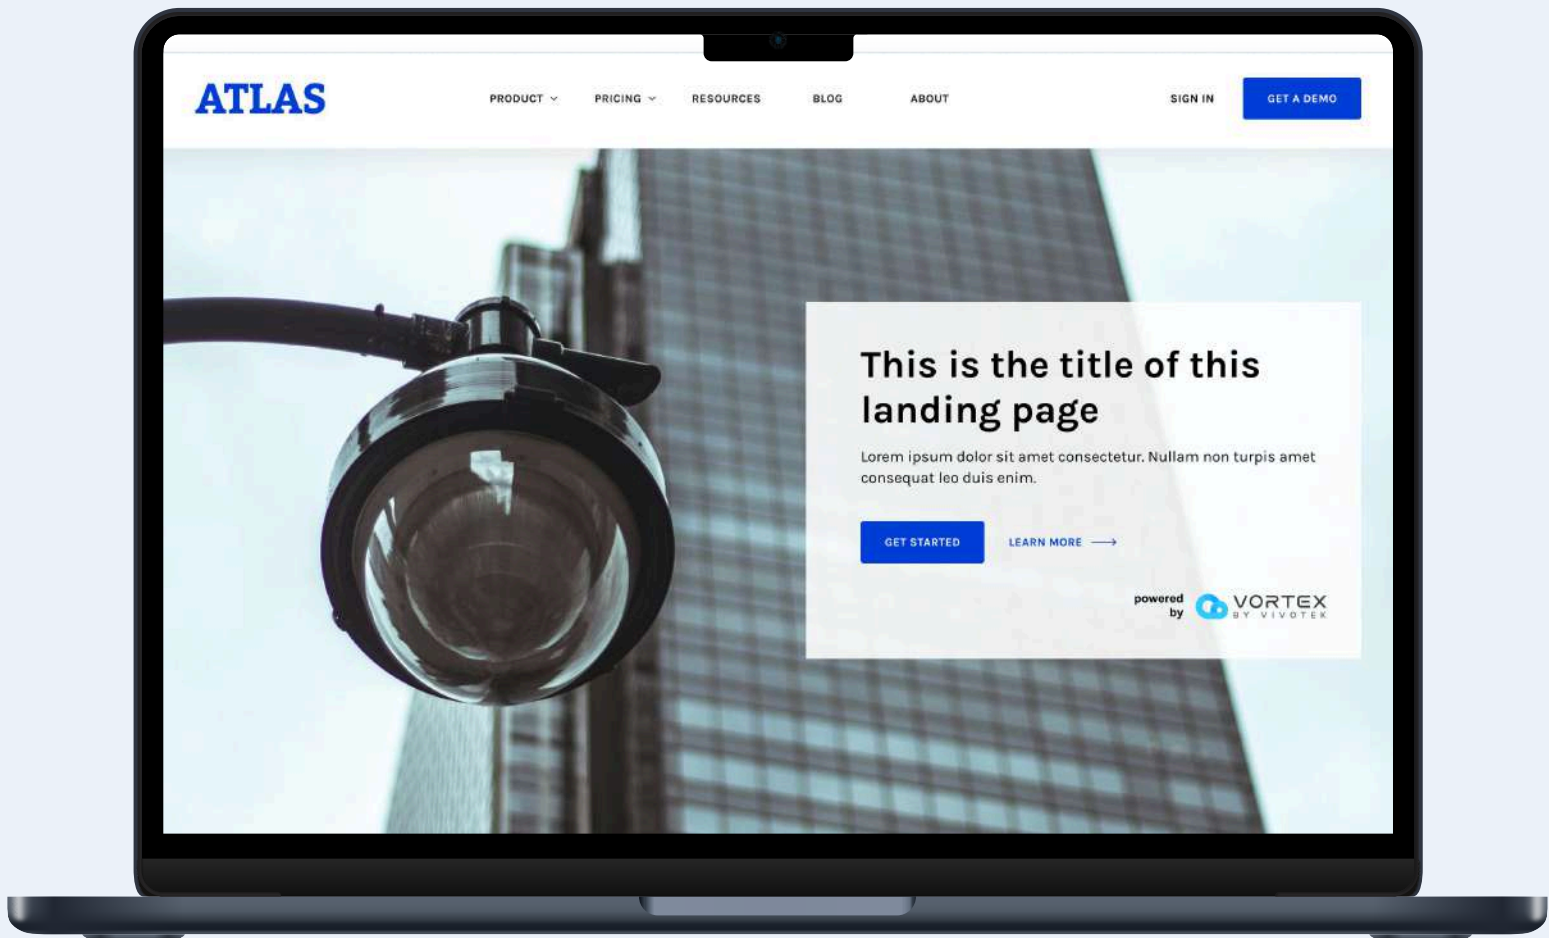 ATLAS
PRODUCT
PRICING
RESOURCES
BLOG
ABOUT
SIGN IN
GET A DEMO
This is the title of this
landing page
Lorem ipsum dolor sit amet consectetur. Nullam non turpis amet
consequat leo duis enim.
GET STARTED
LEARN MORE
powered
by
VORTEX
BY VIVOTEK